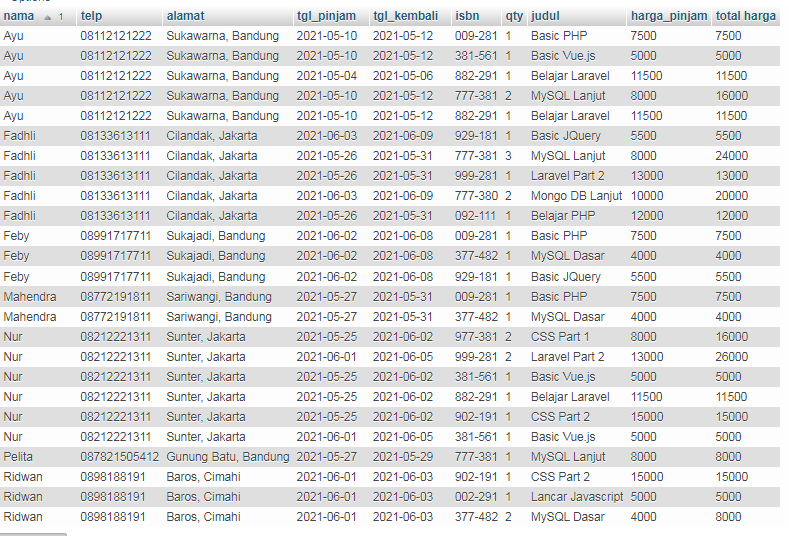 nama 1 telp alamat tgl_pinjam tgl_kembali isbn qty judul harga_pinjam total harga
Ayu 08112121222 Sukawarna, Bandung 2021-05-10 2021-05-12 009-281 1 Basic PHP 7500 7500
Ayu 08112121222 Sukawarna, Bandung 2021-05-10 2021-05-12 381-561 1 Basic Vue.js 5000 5000
Ayu 08112121222 Sukawarna, Bandung 2021-05-04 2021-05-06 882-291 1 Belajar Laravel 11500 11500
Ayu 08112121222 Sukawarna, Bandung 2021-05-10 2021-05-12 777-381 2 MySQL Lanjut 8000 16000
Ayu 08112121222 Sukawarna, Bandung 2021-05-10 2021-05-12 882-291 1 Belajar Laravel 11500 11500
Fadhli 08133613111 Cilandak, Jakarta 2021-06-03 2021-06-09 929-181 1 Basic JQuery 5500 5500
Fadhli 08133613111 Cilandak, Jakarta 2021-05-26 2021-05-31 777-381 3 MySQL Lanjut 8000 24000
Fadhli 08133613111 Cilandak, Jakarta 2021-05-26 2021-05-31 999-281 1 Laravel Part 2 13000 13000
Fadhli 08133613111 Cilandak, Jakarta 2021-06-03 2021-06-09 777-380 2 Mongo DB Lanjut 10000 20000
Fadhli 08133613111 Cilandak, Jakarta 2021-05-26 2021-05-31 092-111 1 Belajar PHP 12000 12000
Feby 08991717711 Sukajadi, Bandung 2021-06-02 2021-06-08 009-281 1 Basic PHP 7500 7500
Feby 08991717711 Sukajadi, Bandung 2021-06-02 2021-06-08 377-482 1 MySQL Dasar 4000 4000
Feby 08991717711 Sukajadi, Bandung 2021-06-02 2021-06-08 929-181 1 Basic JQuery 5500 5500
Mahendra 08772191811 Sariwangi, Bandung 2021-05-27 2021-05-31 009-281 1 Basic PHP 7500 7500
Mahendra 08772191811 Sariwangi, Bandung 2021-05-27 2021-05-31 377-482 1 MySQL Dasar 4000 4000
Nur 08212221311 Sunter, Jakarta 2021-05-25 2021-06-02 977-381 2 CSS Part 1 8000 16000
Nur 08212221311 Sunter, Jakarta 2021-06-01 2021-06-05 999-281 2 Laravel Part 2 13000 26000
Nur 08212221311 Sunter, Jakarta 2021-05-25 2021-06-02 381-561 1 Basic Vue.js 5000 5000
Nur 08212221311 Sunter, Jakarta 2021-05-25 2021-06-02 882-291 1 Belajar Laravel 11500 11500
Nur 08212221311 Sunter, Jakarta 2021-05-25 2021-06-02 902-191 1 CSS Part 2 15000 15000
Nur 08212221311 Sunter, Jakarta 2021-06-01 2021-06-05 381-561 1 Basic Vue.js 5000 5000
Pelita 087821505412 Gunung Batu, Bandung 2021-05-27 2021-05-29 777-381 1 MySQL Lanjut 8000 8000
Ridwan 0898188191 Baros, Cimahi 2021-06-01 2021-06-03 902-191 1 CSS Part 2 15000 15000
Ridwan 0898188191 Baros, Cimahi 2021-06-01 2021-06-03 002-291 1 Lancar Javascript 5000 5000
Ridwan 0898188191 Baros, Cimahi 2021-06-01 2021-06-03 377-482 2 MySQL Dasar 4000 8000